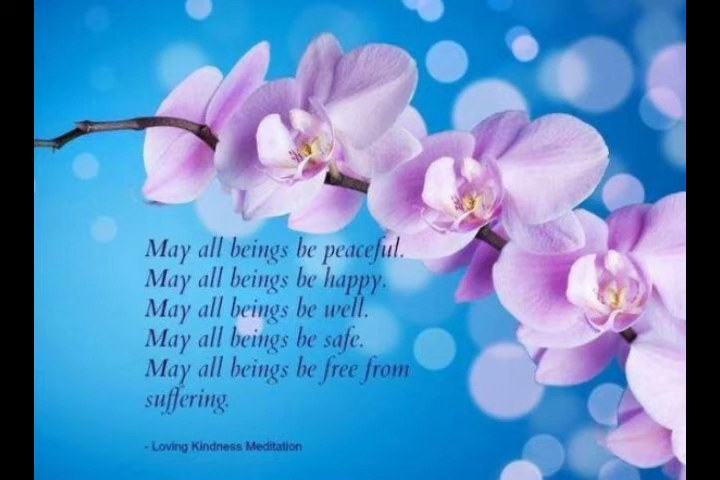 May all beings be peaceful.
May all beings be happy.
May all beings be well.
May all beings be safe.
May all beings be free from
suffering.
- Loving Kindness Meditation